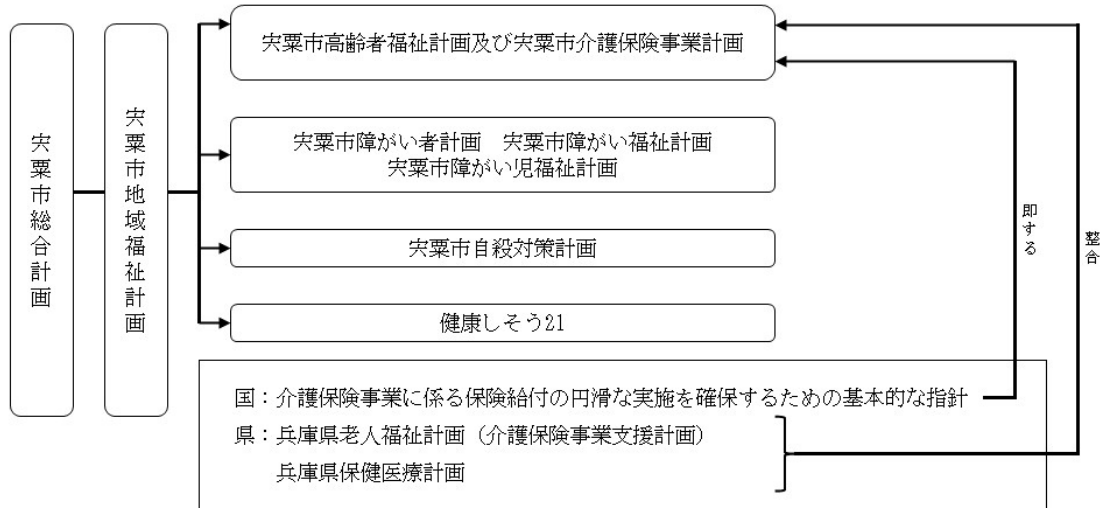 宍粟市総合計画
宍粟市地域福祉計画
宍粟市高齢者福祉計画及び宍粟市介護保険事業計画
宍粟市障がい者計画　宍粟市障がい福祉計画
宍粟市障がい児福祉計画
宍粟市自殺対策計画
健康しそう21
即する
整合
国：介護保険事業に係る保険給付の円滑な実施を確保するための基本的な指針
県：兵庫県老人福祉計画（介護保険事業支援計画）
兵庫県保健医療計画